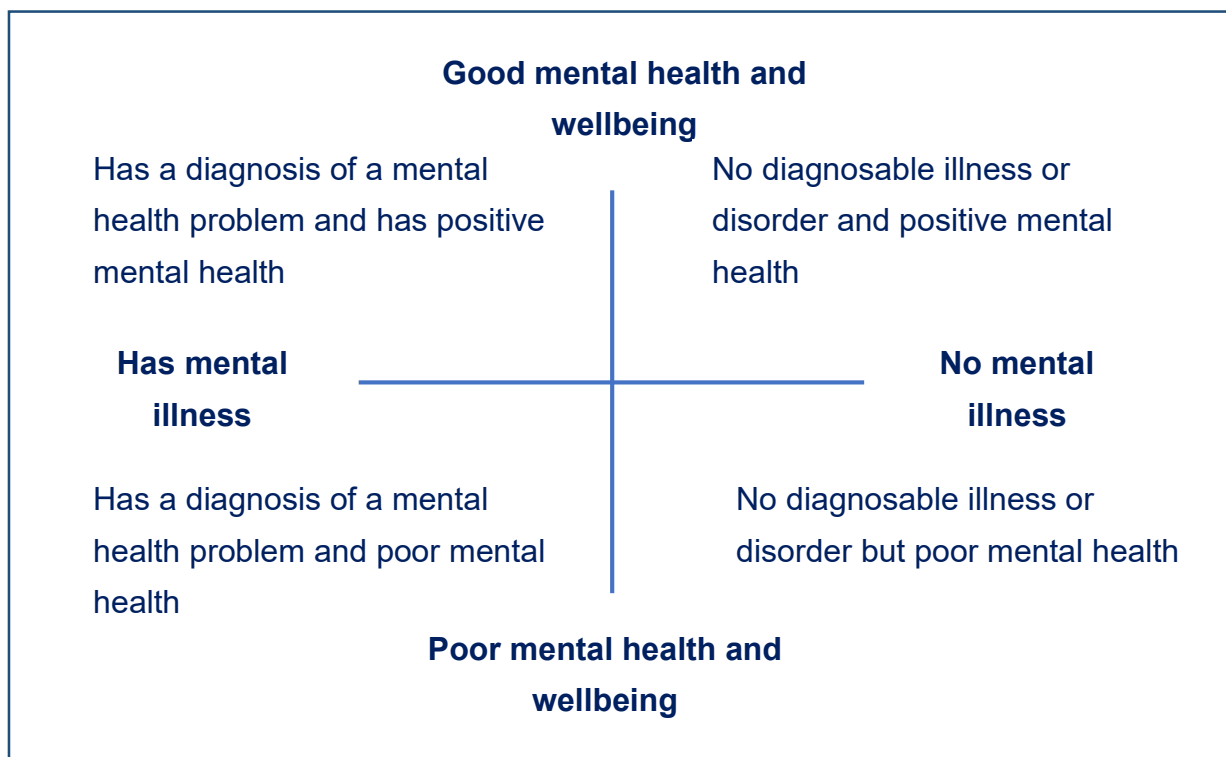 Good mental health and
wellbeing
Has a diagnosis of a mental
health problem and has positive
mental health
No diagnosable illness or
disorder and positive mental
health
Has mental
illness
No mental
illness
Has a diagnosis of a mental
health problem and poor mental
health
No diagnosable illness or
disorder but poor mental health
Poor mental health and
wellbeing